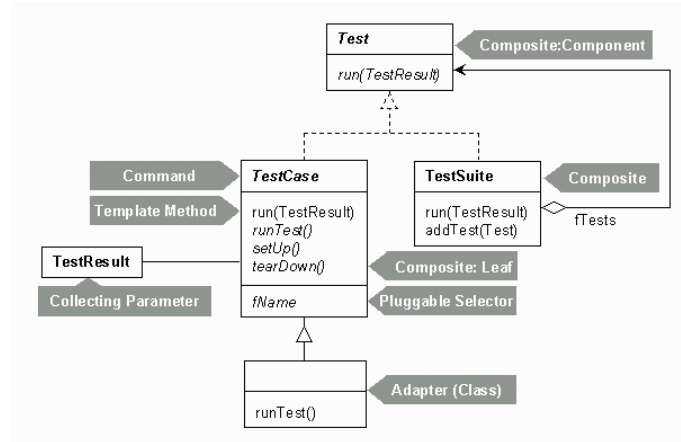 Test
Composite:Component
run(TestResult)
Command
TestCase
TestSuite
Composite
Template Method
run(TestResult)
runTest()
setUp()
tearDown()
run(TestResult)
addTest(Test)
fTests
TestResult
Composite: Leaf
Collecting Parameter
fName
Pluggable Selector
Adapter (Class)
runTest()